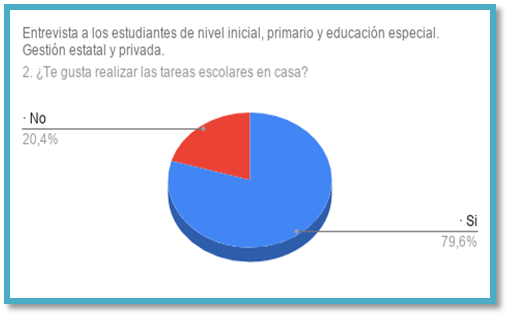 Entrevista a los estudiantes de nivel inicial, primario y educación especial.
Gestión estatal y privada.
2. ¿Te gusta realizar las tareas escolares en casa?
· No
20,4%
· Si
79,6%